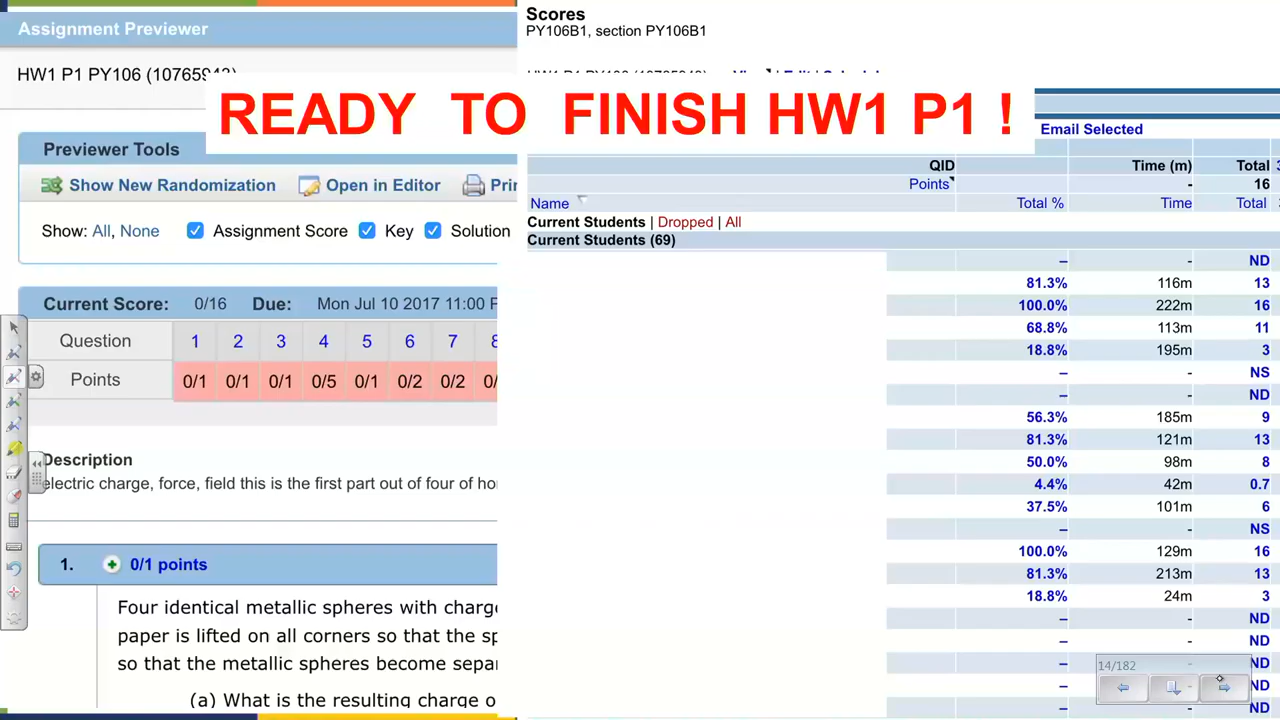 Assignment Previewer
HW1 P1 PY106 (10765943)
Scores
PY106B1, section PY106B1
READY TO FINISH HW1 P1 !
Email Selected
Previewer Tools
Show New Randomization
Open in Editor
Show: All, None
Assignment Score
Key
Solution
Current Score: 0/16 Due: Mon Jul 10 2017 11:00
Question 1 2 3 4 5 6 7 8
Points 0/1 0/1 0/1 0/5 0/1 0/2 0/2
Description
electric charge, force, field this is the first part out of four of
1. 0/1 points
Four identical metallic spheres with
paper is lifted on all corners so that the
so that the metallic spheres become
(a) What is the resulting charge
QID Time (m) Total
Points - 16
Name Total % Time Total
Current Students | Dropped | All
Current Students (69)
– - ND
81.3% 116m 13
100.0% 222m 16
68.8% 113m 11
18.8% 195m 3
– - NS
– - ND
56.3% 185m 9
81.3% 121m 13
50.0% 98m 8
4.4% 42m 0.7
37.5% 101m 6
– - NS
100.0% 129m 16
81.3% 213m 13
18.8% 24m 3
– - ND
– - ND
– - ND
– - ND
– - ND
14/182